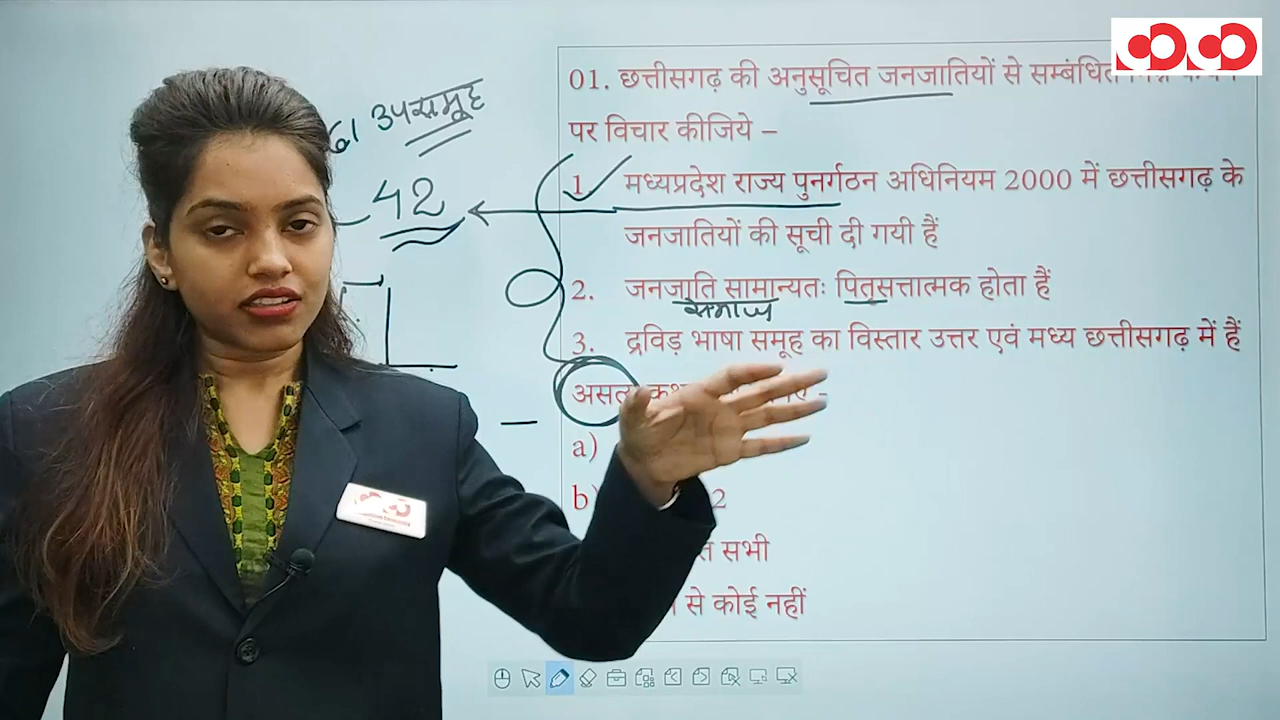 01. छत्तीसगढ़ की अनुसूचित जनजातियों से सम्बंधित
पर विचार कीजिये –
1. मध्यप्रदेश राज्य पुनर्गठन अधिनियम 2000 में छत्तीसगढ़ के
जनजातियों की सूची दी गयी हैं
2. जनजाति सामान्यतः पितृसत्तात्मक होता हैं
समाज
3. द्रविड़ भाषा समूह का विस्तार उत्तर एवं मध्य छत्तीसगढ़ में हैं
a)
b) 2
सभी
से कोई नहीं
61 उपसमूह
42